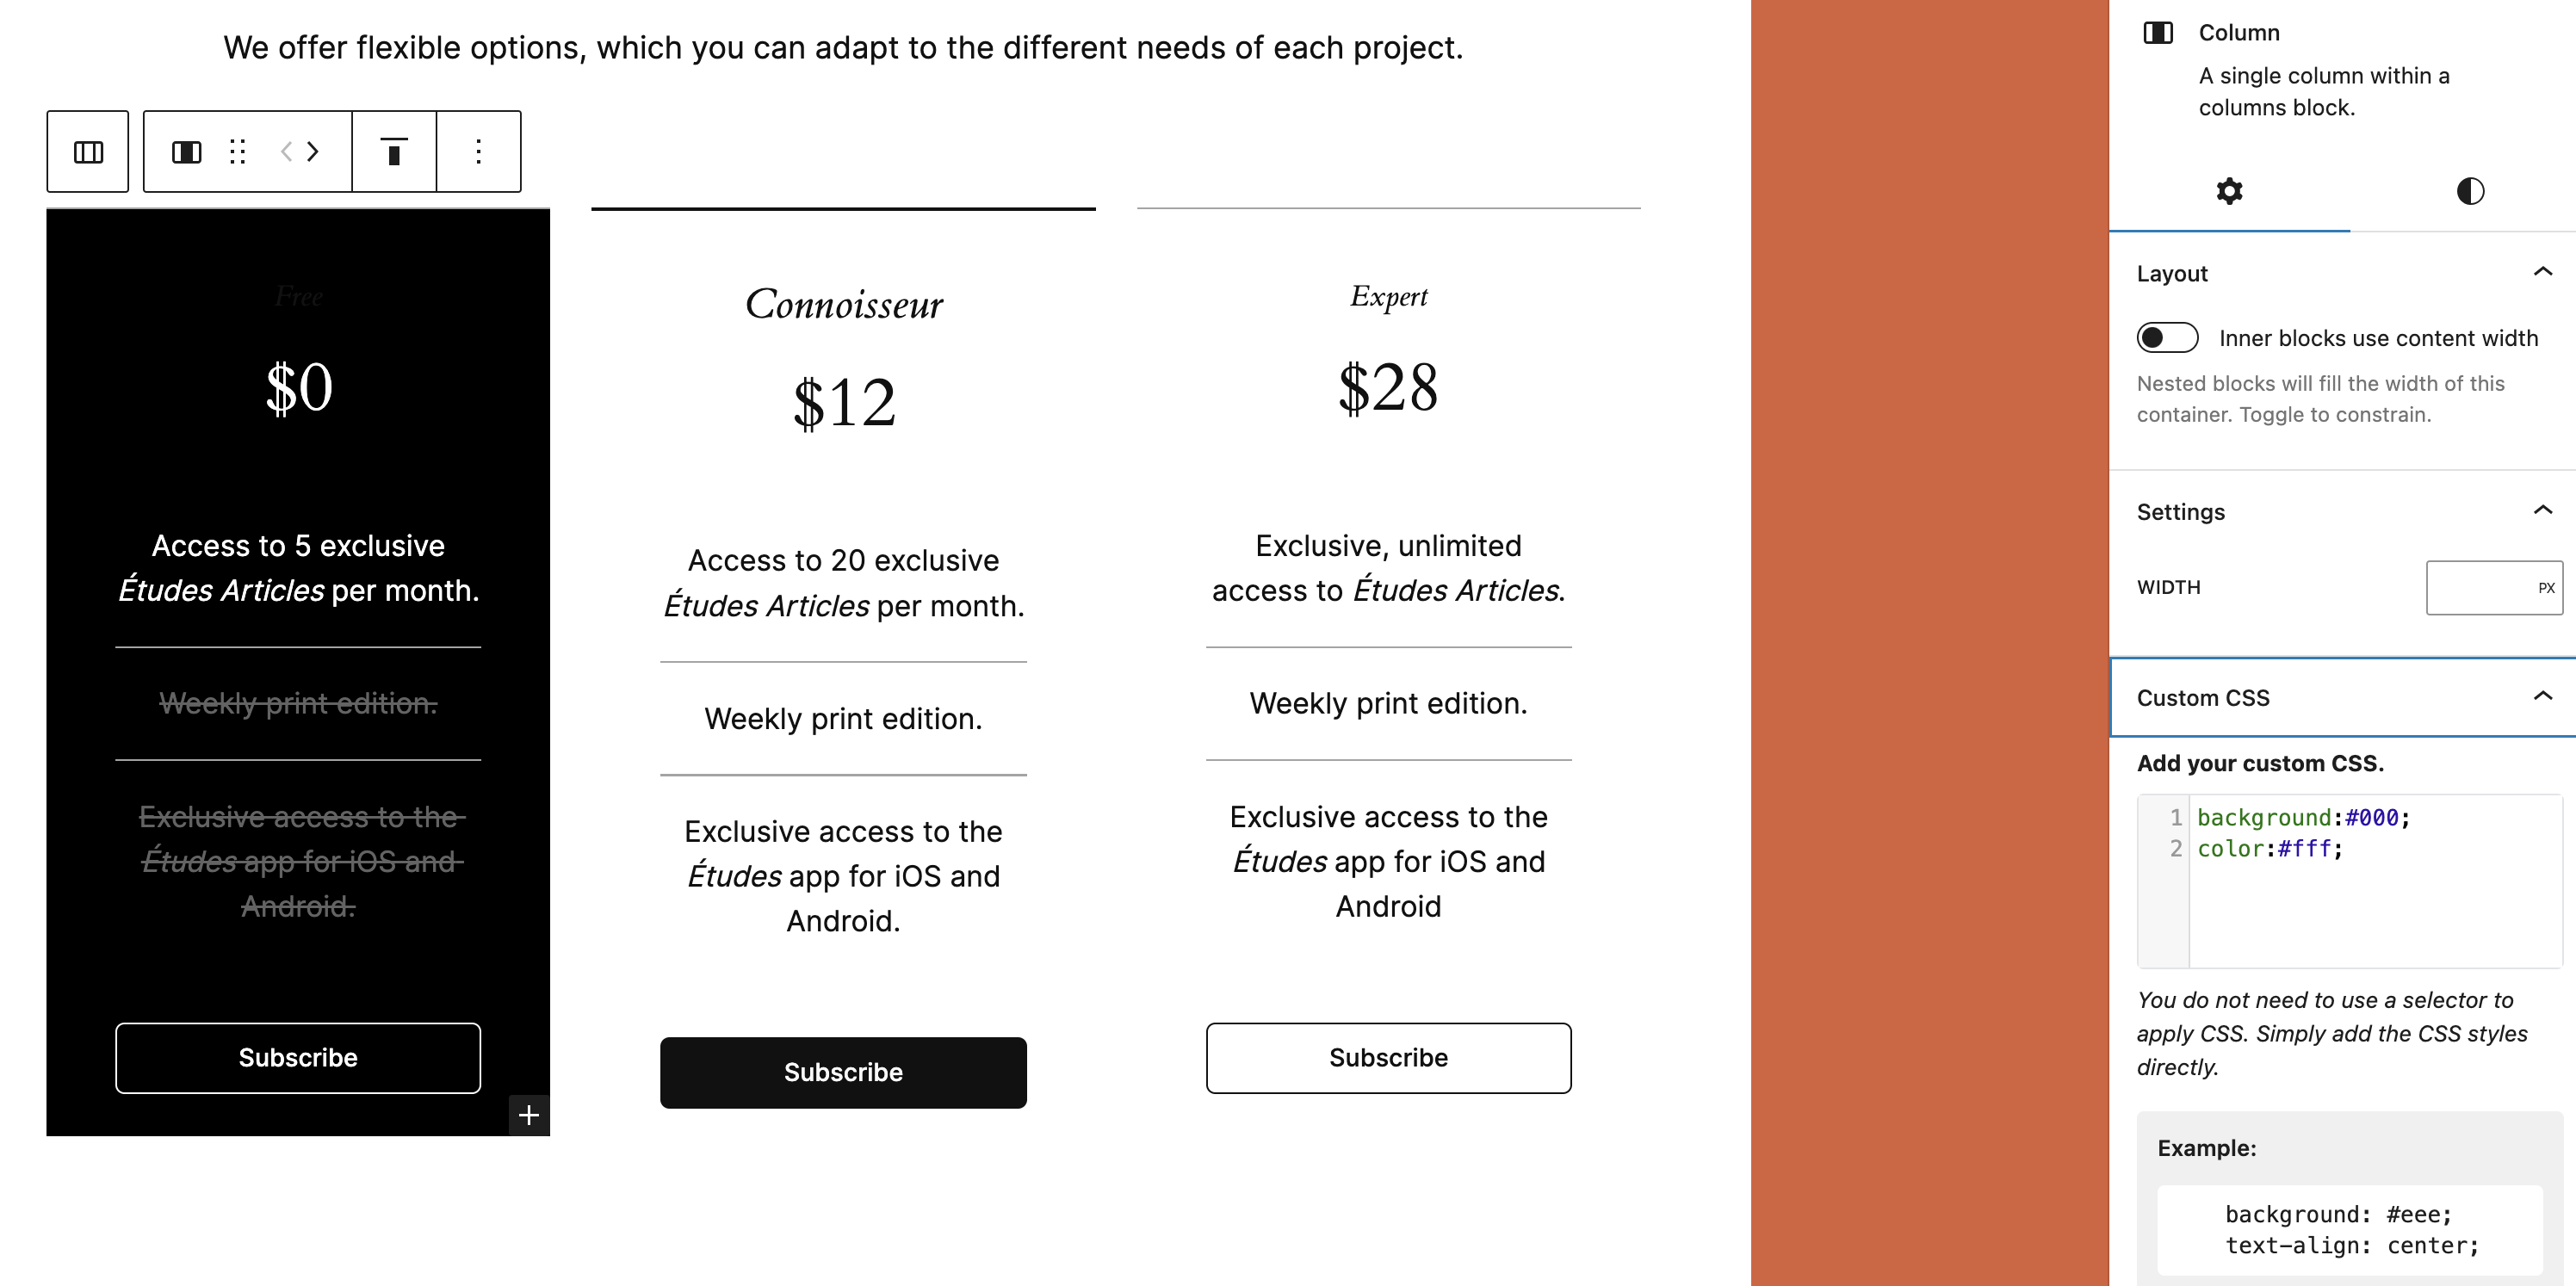 We offer flexible options, which you can adapt to the different needs of each project.
Free
$0
Access to 5 exclusive
Études Articles per month.
Weekly print edition.
Exclusive access to the
Études app for iOS and
Android.
Subscribe
Connoisseur
$12
Access to 20 exclusive
Études Articles per month.
Weekly print edition.
Exclusive access to the
Études app for iOS and
Android.
Subscribe
Expert
$28
Exclusive, unlimited
access to Études Articles.
Weekly print edition.
Exclusive access to the
Études app for iOS and
Android
Subscribe
Column
A single column within a
columns block.
Layout
Inner blocks use content width
Nested blocks will fill the width of this
container. Toggle to constrain.
Settings
WIDTH
PX
Custom CSS
Add your custom CSS.
1 background:#000;
2 color:#fff;
You do not need to use a selector to
apply CSS. Simply add the CSS styles
directly.
Example:
background: #eee;
text-align: center;